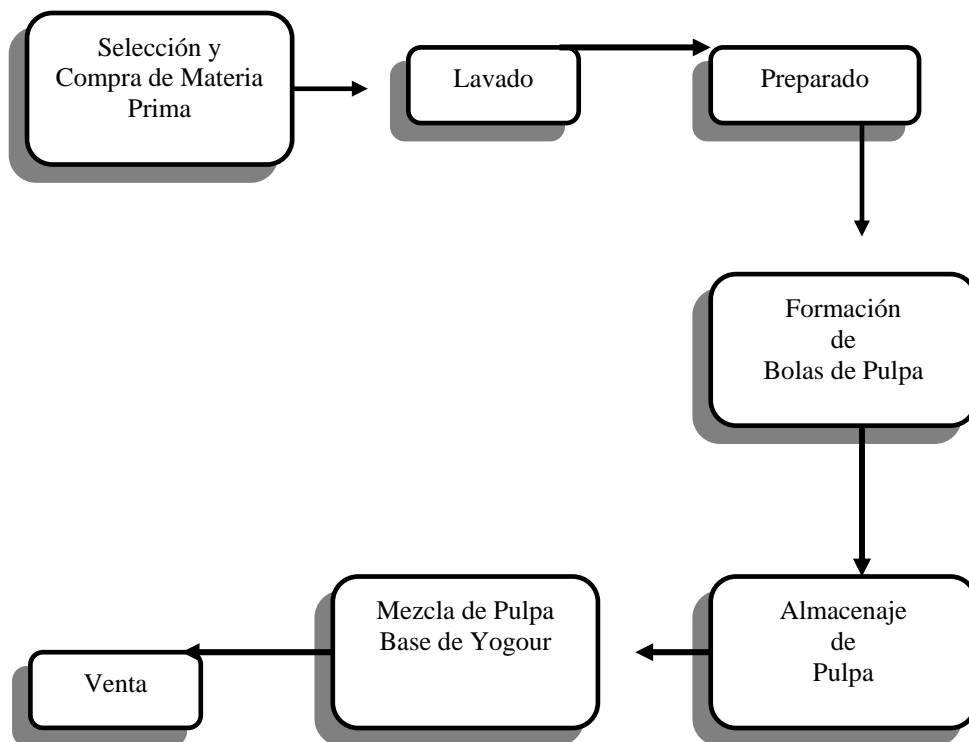 Selección y
Compra de Materia
Prima
Lavado
Preparado
Formación
de
Bolas de Pulpa
Almacenaje
de
Pulpa
Mezcla de Pulpa
Base de Yogour
Venta